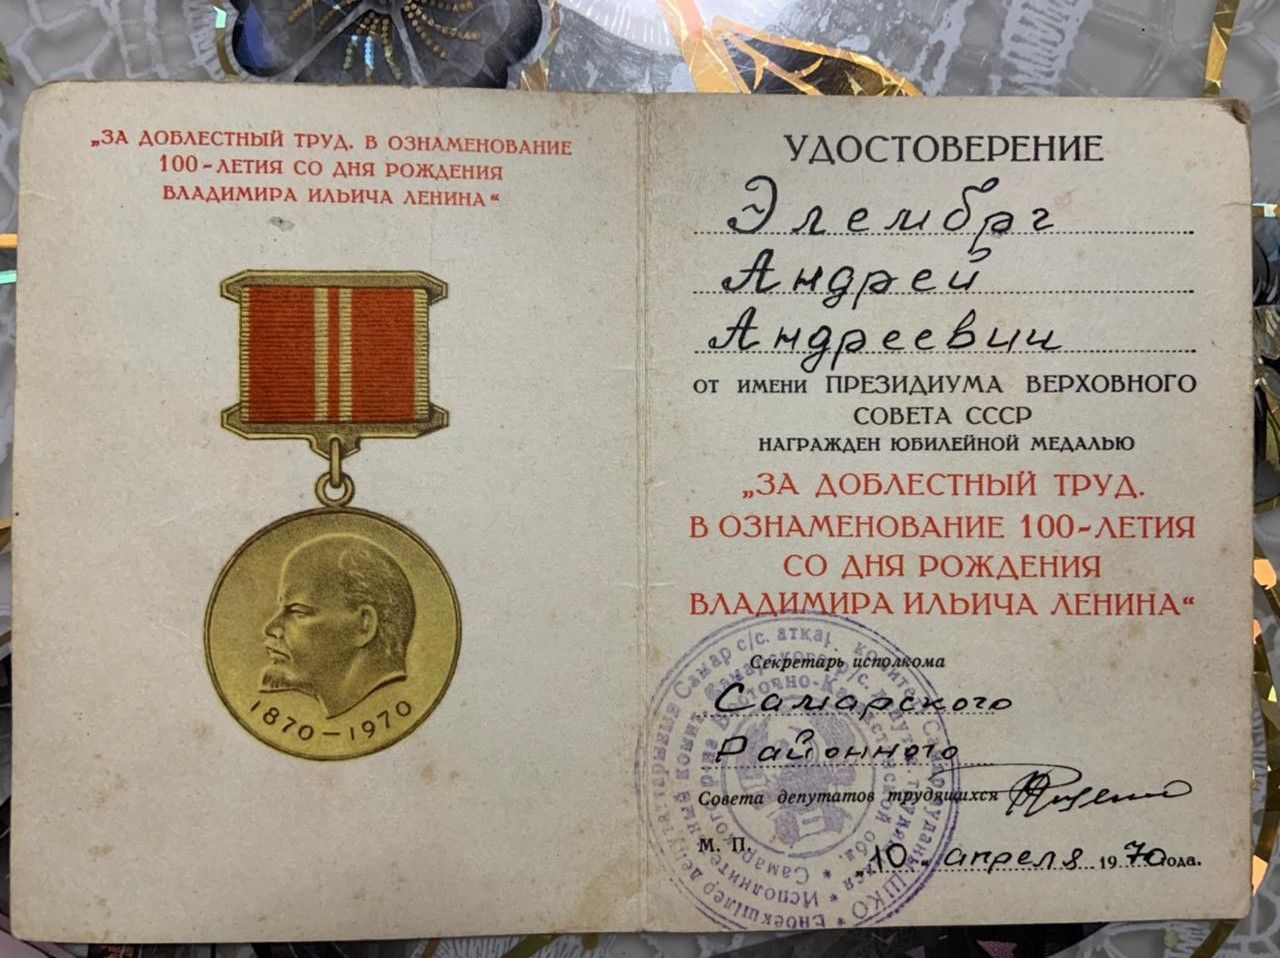 „ЗА ДОБЛЕСТНЫЙ ТРУД. В ОЗНАМЕНОВАНИЕ
100-ЛЕТИЯ СО ДНЯ РОЖДЕНИЯ
ВЛАДИМИРА ИЛЬИЧА ЛЕНИНА“
1870-1970
УДОСТОВЕРЕНИЕ
Элембрг
Андрей
Андреевич
ОТ ИМЕНИ ПРЕЗИДИУМА ВЕРХОВНОГО
СОВЕТА СССР
НАГРАЖДЕН ЮБИЛЕЙНОЙ МЕДАЛЬЮ
„ЗА ДОБЛЕСТНЫЙ ТРУД.
В ОЗНАМЕНОВАНИЕ 100-ЛЕТИЯ
СО ДНЯ РОЖДЕНИЯ
ВЛАДИМИРА ИЛЬИЧА ЛЕНИНА“
Секретарь исполкома
Самарского
Районного
Совета депутатов трудящихся
М. П.
„10„ апреля 1970 года.